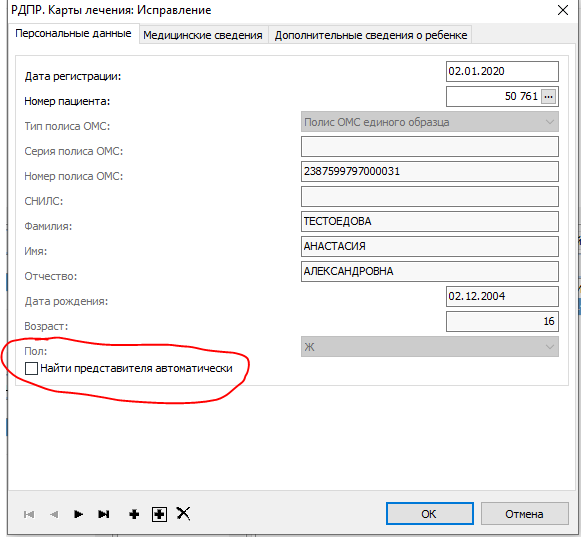 РДПР. Карты лечения: Исправление
Персональные данные Медицинские сведения Дополнительные сведения о ребенке
Дата регистрации: 02.01.2020
Номер пациента: 50 761 ...
Тип полиса ОМС: Полис ОМС единого образца
Серия полиса ОМС:
Номер полиса ОМС: 2387599797000031
СНИЛС:
Фамилия: ТЕСТОЕДОВА
Имя: АНАСТАСИЯ
Отчество: АЛЕКСАНДРОВНА
Дата рождения: 02.12.2004
Возраст: 16
Пол: Ж
Найти представителя автоматически
ОК Отмена